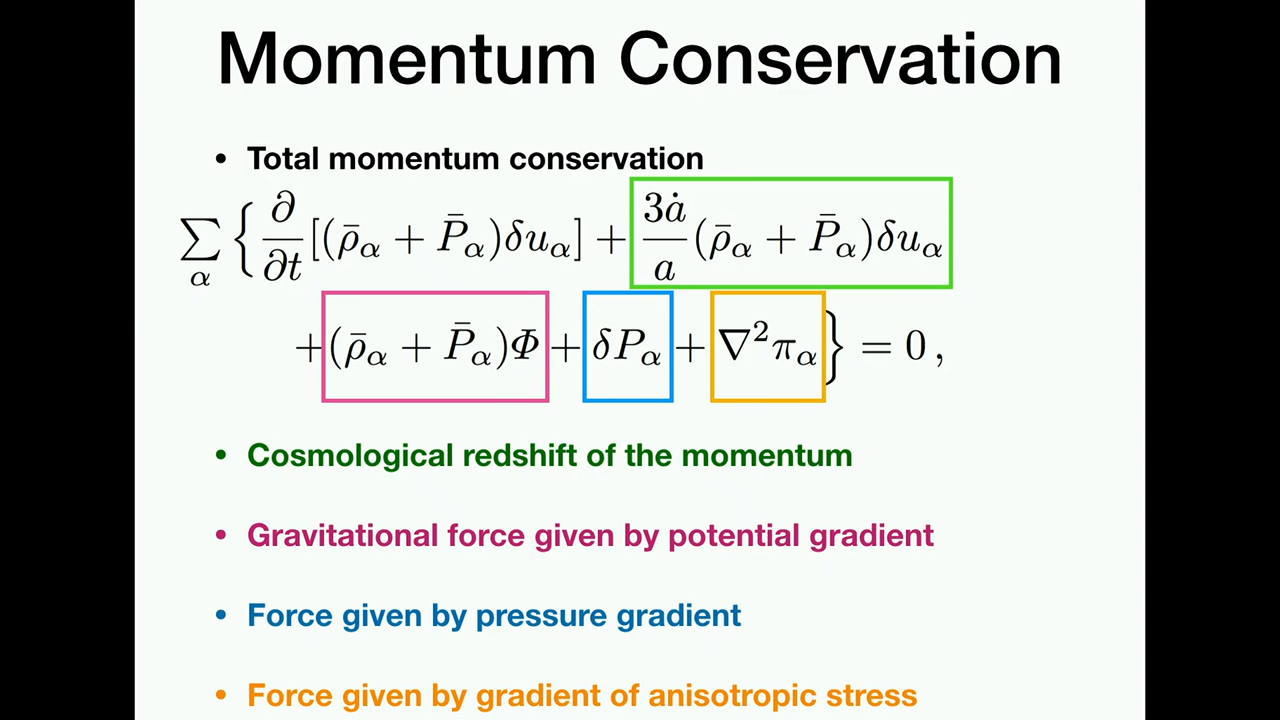 Momentum Conservation
• Total momentum conservation
∑_α { ∂/∂t [(ρ̄_α + P̄_α)δu_α] + 3ȧ/a (ρ̄_α + P̄_α)δu_α
+(ρ̄_α + P̄_α)Φ + δP_α + ∇²π_α } = 0 ,
• Cosmological redshift of the momentum
• Gravitational force given by potential gradient
• Force given by pressure gradient
• Force given by gradient of anisotropic stress